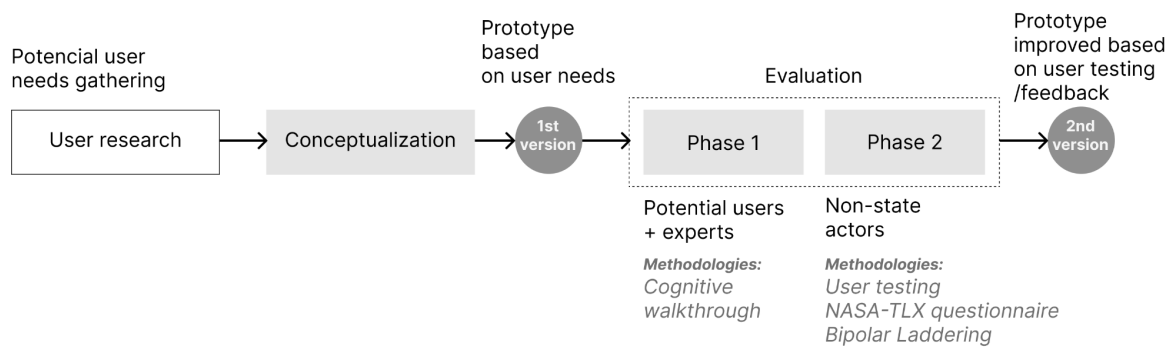 Potencial user
needs gathering
User research
Conceptualization
Prototype
based
on user needs
1st
version
Evaluation
Phase 1
Potential users
+ experts
Methodologies:
Cognitive
walkthrough
Phase 2
Non-state
actors
Methodologies:
User testing
NASA-TLX questionnaire
Bipolar Laddering
Prototype
improved based
on user testing
/feedback
2nd
version